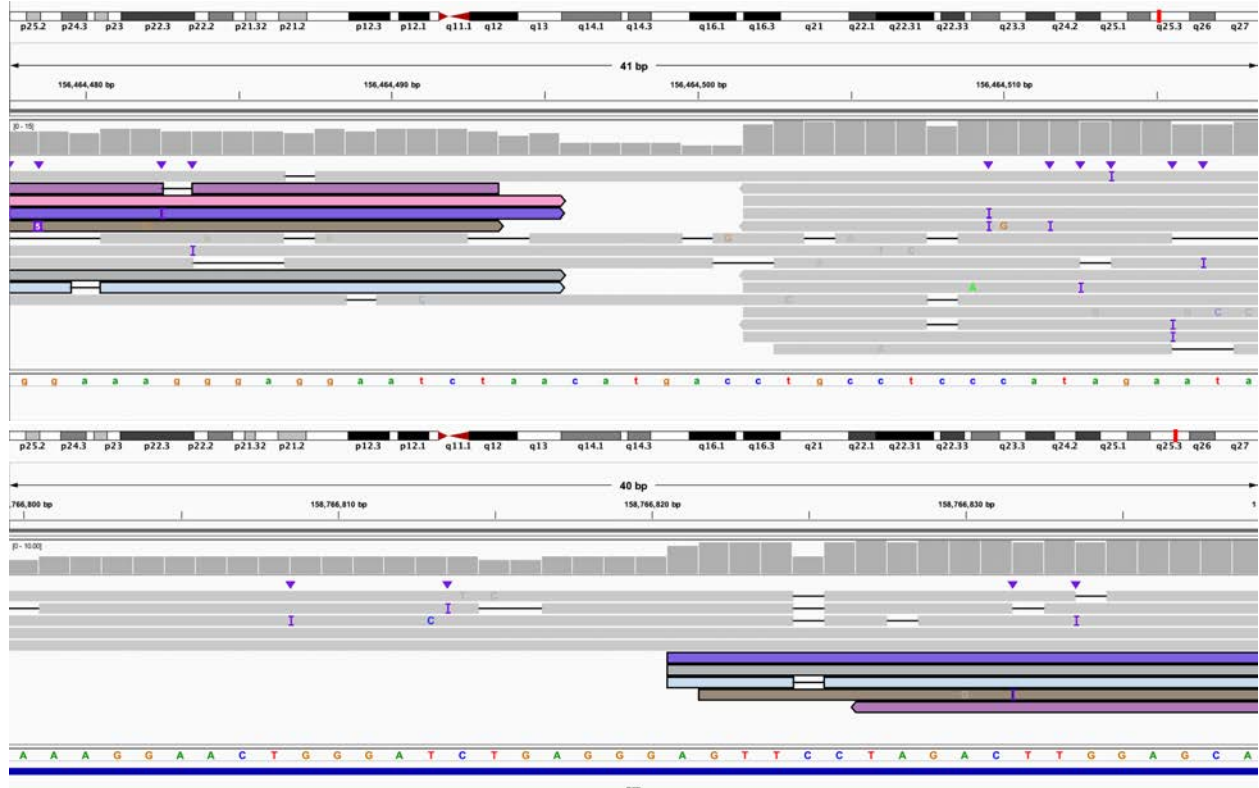 p25.2 p24.3 p23 p22.3 p22.2 p21.32 p21.2 p12.3 p12.1 q11.1 q12 q13 q14.1 q14.3 q16.1 q16.3 q21 q22.1 q22.31 q22.33 q23.3 q24.2 q25.1 q25.3 q26 q27
41 bp
156,464,480 bp 156,464,490 bp 156,464,500 bp 156,464,510 bp
[0 - 15]
I
I
5 I G I
G A
I T C
A I
A I
C C
C C
I
I
A
g g a a a g g g a g g a a t c t a a c a t g a c c t g c c t c c c a t a g a a t a
p25.2 p24.3 p23 p22.3 p22.2 p21.32 p21.2 p12.3 p12.1 q11.1 q12 q13 q14.1 q14.3 q16.1 q16.3 q21 q22.1 q22.31 q22.33 q23.3 q24.2 q25.1 q25.3 q26 q27
40 bp
,766,800 bp 158,766,810 bp 158,766,820 bp 158,766,830 bp 1
[0 - 10.00]
T C
I
I C I
A A A G G A A C T G G G A T C T G A G G G A G T T C C T A G A C T T G G A G C A